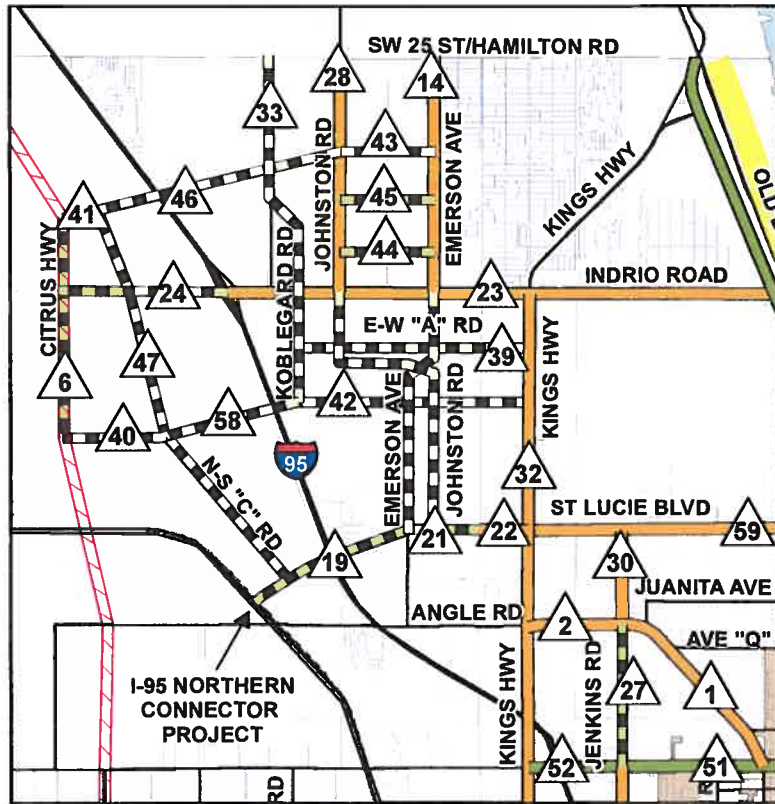 SW 25 ST/HAMILTON RD
28
14
33
JOHNSTON RD
43
EMERSON AVE
46
45
41
44
KINGS HWY
OLD
CITRUS HWY
KOBLEGARD RD
24
23
INDRIO ROAD
E-W "A" RD
39
KINGS HWY
47
6
42
58
40
EMERSON AVE
JOHNSTON RD
95
32
N-S "C" RD
ST LUCIE BLVD
19
21
22
59
30
JUANITA AVE
ANGLE RD
2
AVE "Q"
I-95 NORTHERN
CONNECTOR
PROJECT
KINGS HWY
JENKINS RD
27
1
52
51
RD
R